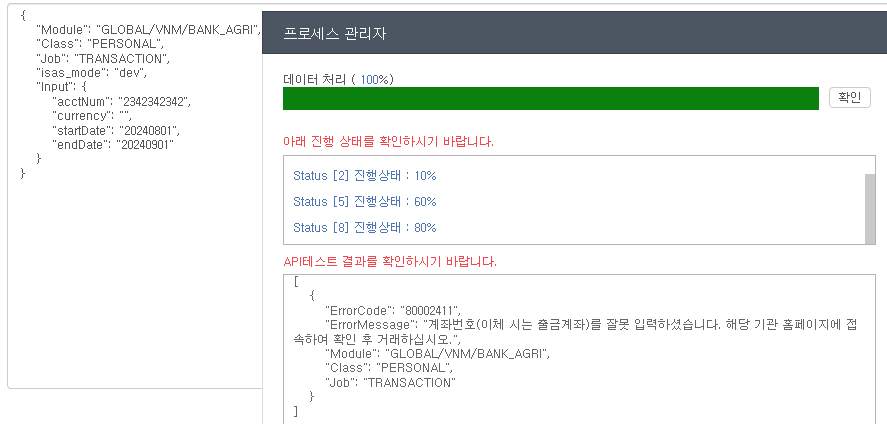 {
"Module": "GLOBAL/VNM/BANK_AGRI",
"Class": "PERSONAL",
"Job": "TRANSACTION",
"isas_mode": "dev",
"Input": {
"acctNum": "2342342342",
"currency": "",
"startDate": "20240801",
"endDate": "20240901"
}
}
프로세스 관리자
데이터 처리 ( 100%)
확인
아래 진행 상태를 확인하시기 바랍니다.
Status [2] 진행상태 : 10%
Status [5] 진행상태 : 60%
Status [8] 진행상태 : 80%
API테스트 결과를 확인하시기 바랍니다.
[
{
"ErrorCode": "80002411",
"ErrorMessage": "계좌번호(이체 시는 출금계좌)를 잘못 입력하셨습니다. 해당 기관 홈페이지에 접
속하여 확인 후 거래하십시오.",
"Module": "GLOBAL/VNM/BANK_AGRI",
"Class": "PERSONAL",
"Job": "TRANSACTION"
}
]